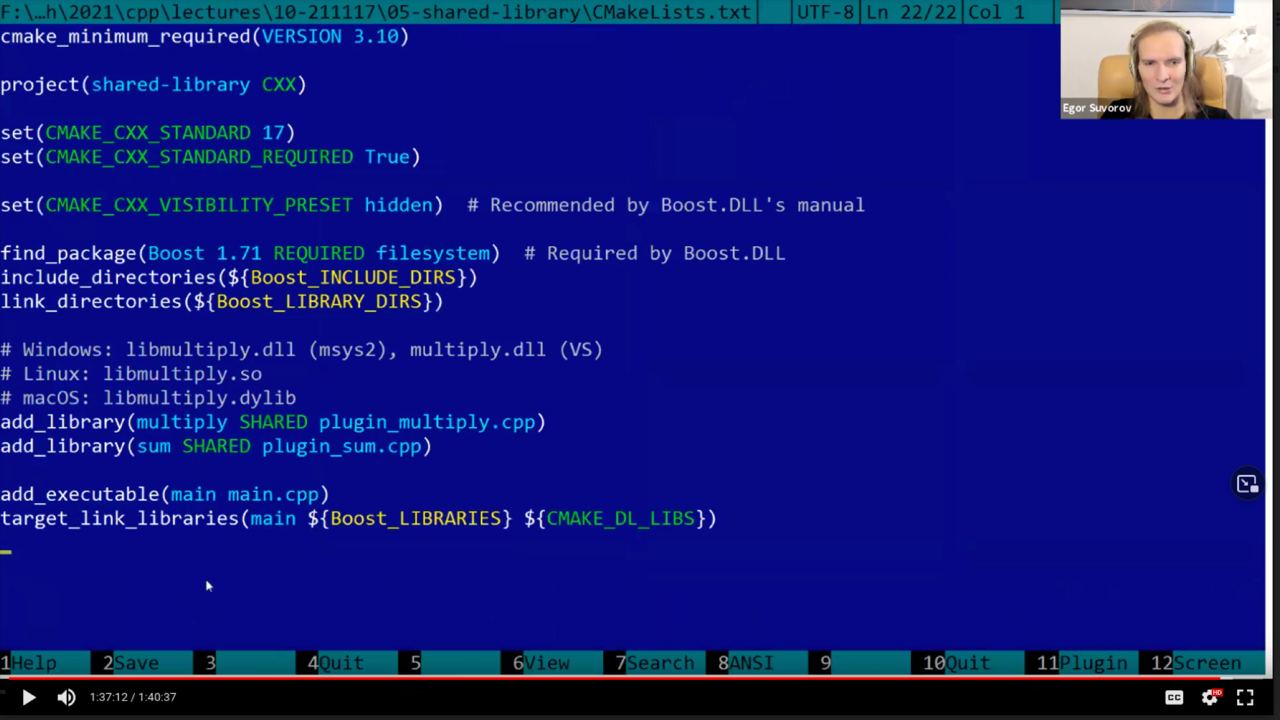 F:\…h\2021\cpp\lectures\10-211117\05-shared-library\CMakeLists.txt UTF-8 Ln 22/22 Col 1
cmake_minimum_required(VERSION 3.10)
project(shared-library CXX)
Egor Suvorov
set(CMAKE_CXX_STANDARD 17)
set(CMAKE_CXX_STANDARD_REQUIRED True)
set(CMAKE_CXX_VISIBILITY_PRESET hidden)  # Recommended by Boost.DLL's manual
find_package(Boost 1.71 REQUIRED filesystem)  # Required by Boost.DLL
include_directories(${Boost_INCLUDE_DIRS})
link_directories(${Boost_LIBRARY_DIRS})
# Windows: libmultiply.dll (msys2), multiply.dll (VS)
# Linux: libmultiply.so
# macOS: libmultiply.dylib
add_library(multiply SHARED plugin_multiply.cpp)
add_library(sum SHARED plugin_sum.cpp)
add_executable(main main.cpp)
target_link_libraries(main ${Boost_LIBRARIES} ${CMAKE_DL_LIBS})
1Help 2Save 3 4Quit 5 6View 7Search 8ANSI 9 10Quit 11Plugin 12Screen
1:37:12 / 1:40:37 CC HD